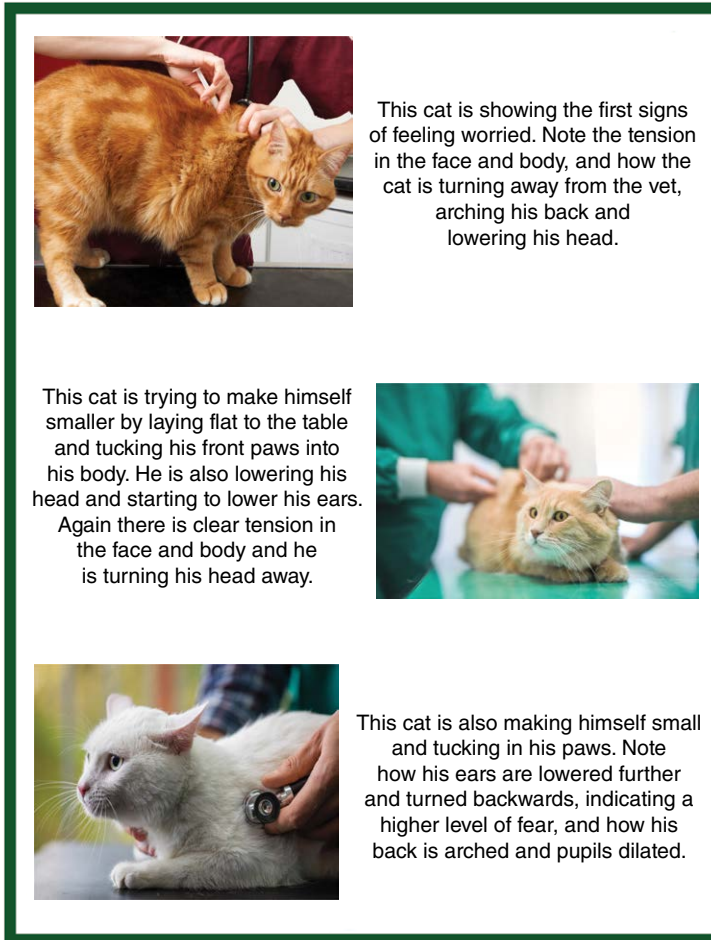 This cat is showing the first signs
of feeling worried. Note the tension
in the face and body, and how the
cat is turning away from the vet,
arching his back and
lowering his head.
This cat is trying to make himself
smaller by laying flat to the table
and tucking his front paws into
his body. He is also lowering his
head and starting to lower his ears.
Again there is clear tension in
the face and body and he
is turning his head away.
This cat is also making himself small
and tucking in his paws. Note
how his ears are lowered further
and turned backwards, indicating a
higher level of fear, and how his
back is arched and pupils dilated.